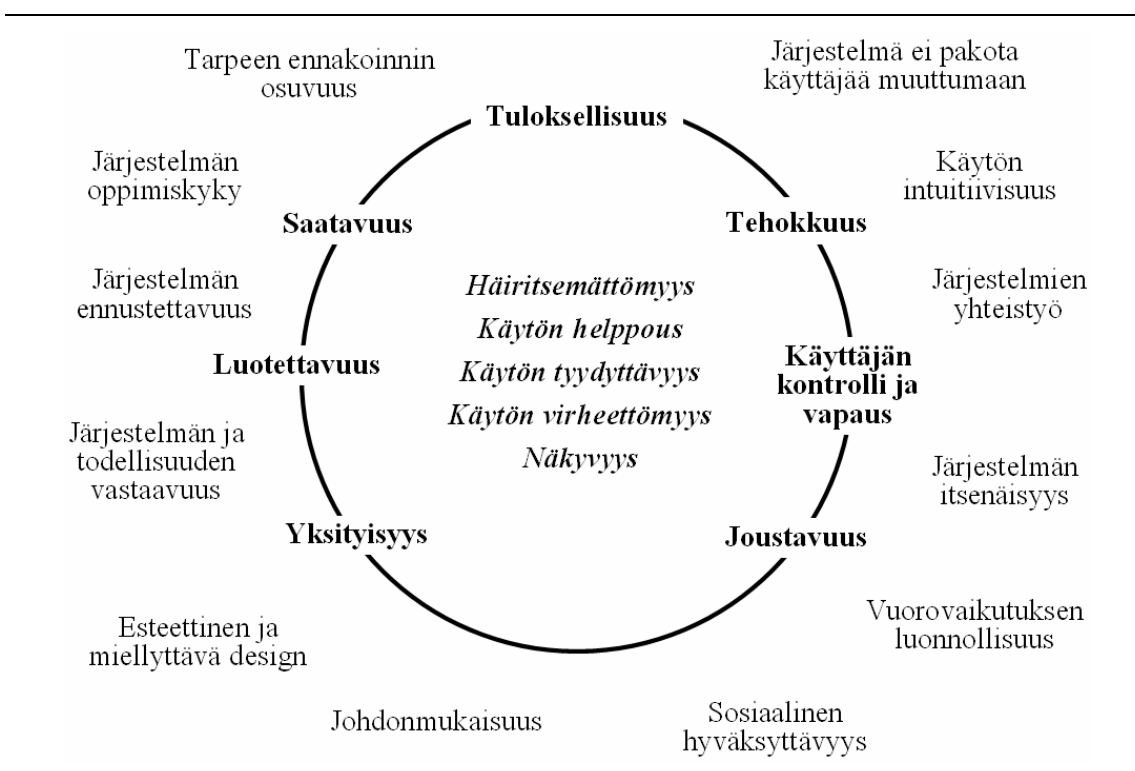 Tarpeen ennakoinnin
osuvuus
Järjestelmä ei pakota
käyttäjää muuttumaan
Tuloksellisuus
Järjestelmän
oppimiskyky
Käytön
intuitiivisuus
Saatavuus
Tehokkuus
Järjestelmän
ennustettavuus
Häiritsemättömyys
Käytön helppous
Käytön tyydyttävyys
Käytön virheettömyys
Näkyvyys
Järjestelmien
yhteistyö
Luotettavuus
Käyttäjän
kontrolli ja
vapaus
Järjestelmän ja
todellisuuden
vastaavuus
Järjestelmän
itsenäisyys
Yksityisyys
Joustavuus
Esteettinen ja
miellyttävä design
Vuorovaikutuksen
luonnollisuus
Johdonmukaisuus
Sosiaalinen
hyväksyttävyys